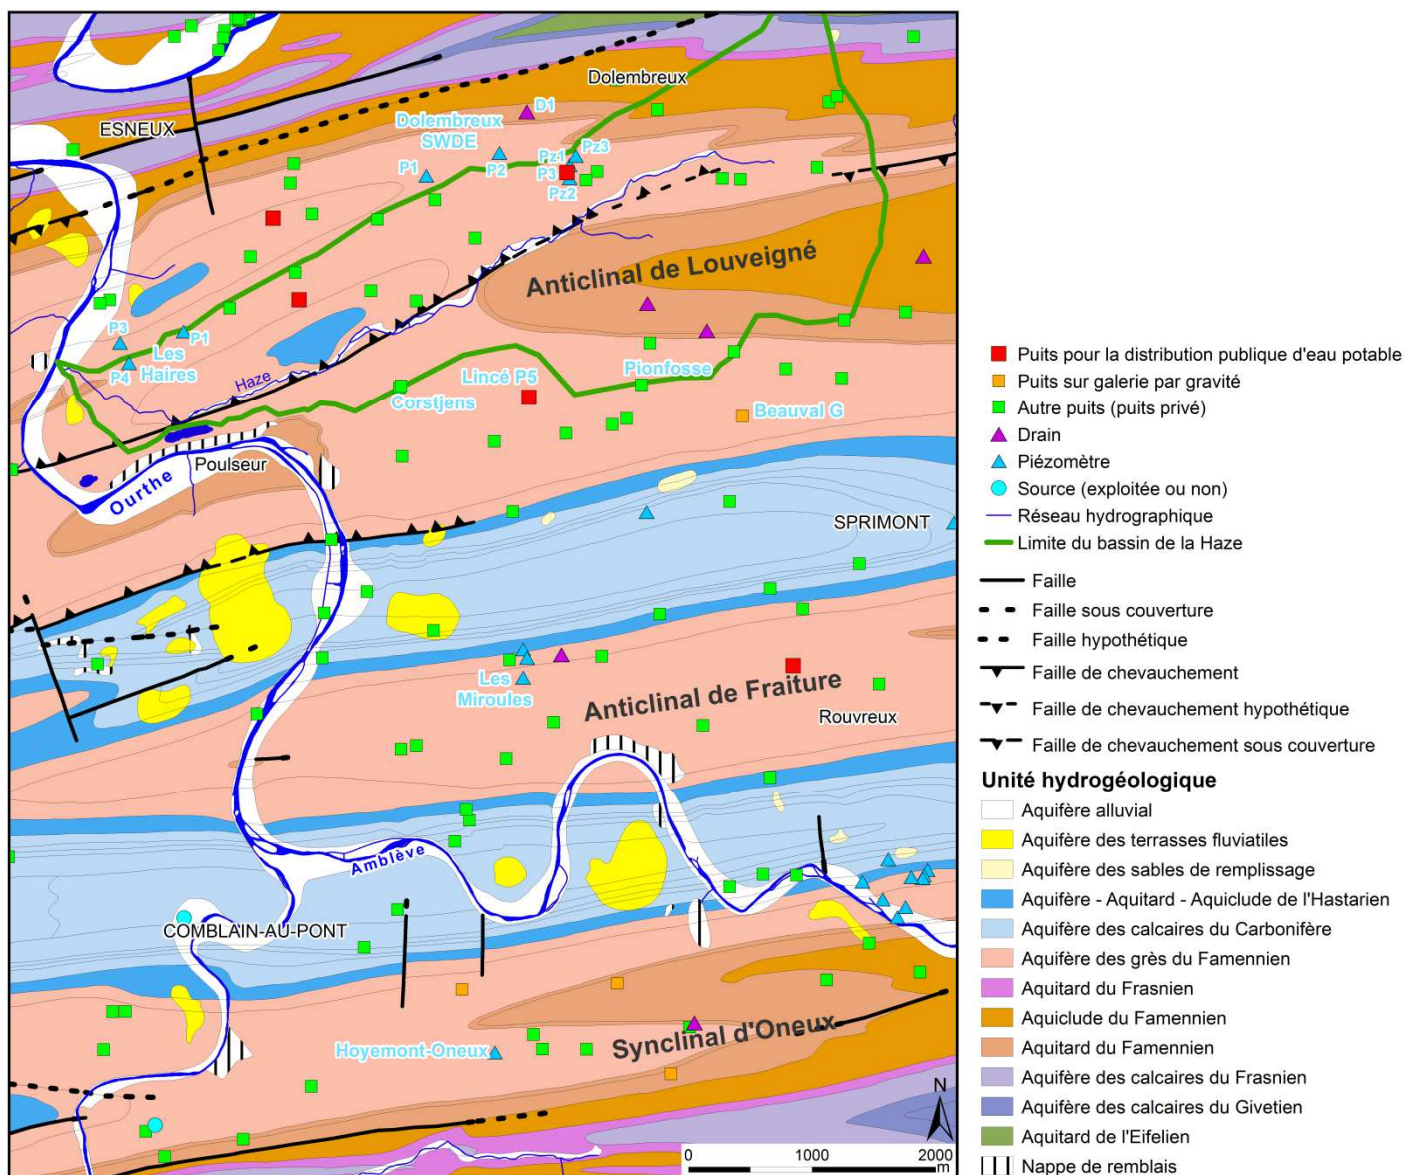 Dolembreux
D1
ESNEUX
Dolembreux
SWDE
P1
P2
Pz1
Pz3
P3
Pz2
Anticlinal de Louveigné
P3
P1
P4
Les
Haires
Haze
Corstjens
Lincé P5
Pionfosse
Beauval G
Poulseur
Ourthe
SPRIMONT
Les
Miroules
Anticlinal de Fraiture
Rouvreux
Amblève
COMBLAIN-AU-PONT
Hoyemont-Oneux
Synclinal d'Oneux
N
0 1000 2000
m
Puits pour la distribution publique d'eau potable
Puits sur galerie par gravité
Autre puits (puits privé)
Drain
Piézomètre
Source (exploitée ou non)
Réseau hydrographique
Limite du bassin de la Haze
Faille
Faille sous couverture
Faille hypothétique
Faille de chevauchement
Faille de chevauchement hypothétique
Faille de chevauchement sous couverture
Unité hydrogéologique
Aquifère alluvial
Aquifère des terrasses fluviatiles
Aquifère des sables de remplissage
Aquifère - Aquitard - Aquiclude de l'Hastarien
Aquifère des calcaires du Carbonifère
Aquifère des grès du Famennien
Aquitard du Frasnien
Aquiclude du Famennien
Aquitard du Famennien
Aquifère des calcaires du Frasnien
Aquifère des calcaires du Givetien
Aquitard de l'Eifelien
Nappe de remblais